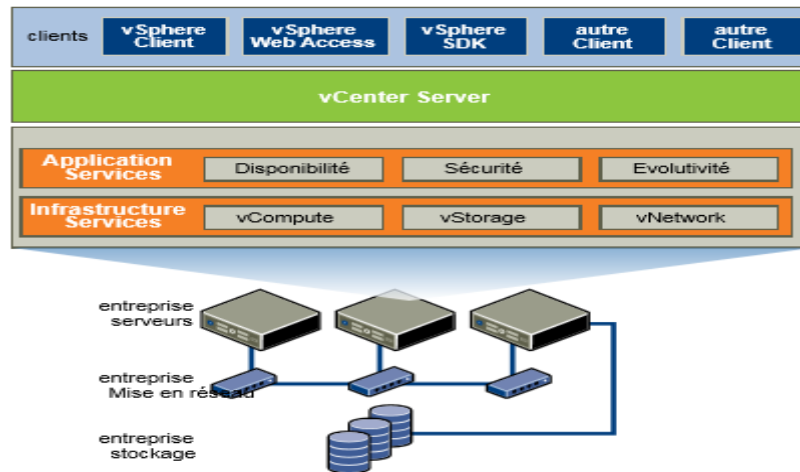 clients
vSphere
Client
vSphere
Web Access
vSphere
SDK
autre
Client
autre
Client
vCenter Server
Application
Services
Disponibilité
Sécurité
Evolutivité
Infrastructure
Services
vCompute
vStorage
vNetwork
entreprise
serveurs
entreprise
Mise en réseau
entreprise
stockage